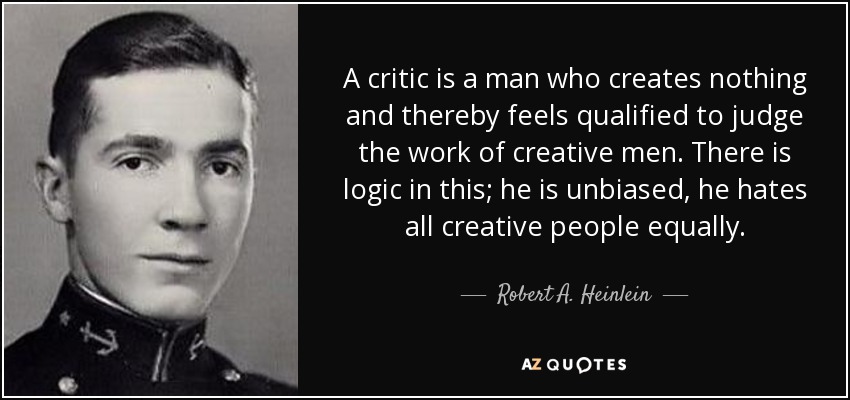 A critic is a man who creates nothing
and thereby feels qualified to judge
the work of creative men. There is
logic in this; he is unbiased, he hates
all creative people equally.
Robert A. Heinlein
AZ QUOTES